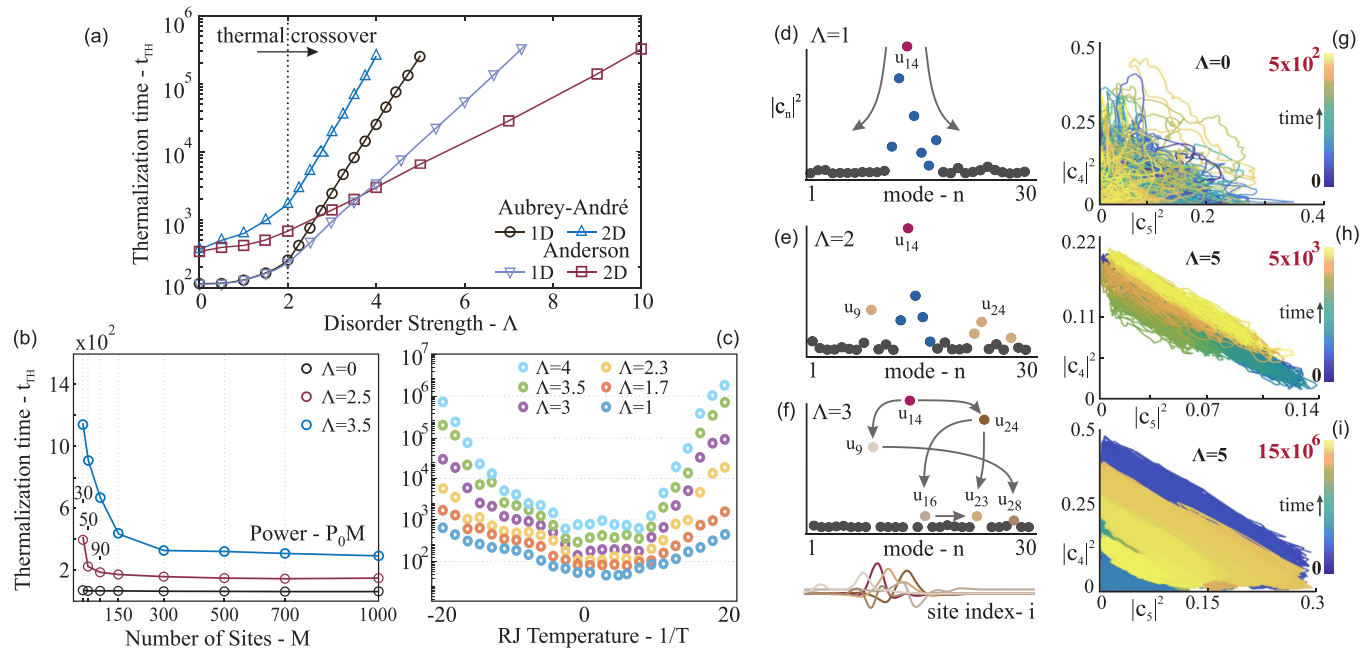 (a)
Thermalization time - t_TH
10^6
10^5
10^4
10^3
10^2
thermal crossover
Aubrey-André
1D 2D
Anderson
1D 2D
0 2 4 6 8 10
Disorder Strength - Λ
(b)
x10^2
Thermalization time - t_TH
14
10
6
2
Λ=0
Λ=2.5
Λ=3.5
30
50
90
Power - P_0M
150 300 500 700 1000
Number of Sites - M
(c)
10^6
10^5
10^4
10^3
10^2
Λ=4 Λ=2.3
Λ=3.5 Λ=1.7
Λ=3 Λ=1
-20 0 20
RJ Temperature - 1/T
(d) Λ=1
u_14
|c_n|^2
1 mode - n 30
(e) Λ=2
u_14
u_9 u_24
1 mode - n 30
(f) Λ=3
u_14
u_24
u_9
u_16 u_23 u_28
1 mode - n 30
site index- i
(g)
0.5
Λ=0
5x10^2
0.25
time
|c_4|^2
0
0
0 0.2 0.4
|c_5|^2
(h)
0.22
Λ=5
5x10^3
0.11
time
|c_4|^2
0
0
0 0.07 0.14
|c_5|^2
(i)
0.5
Λ=5
15x10^6
0.25
time
|c_4|^2
0
0
0 0.15 0.3
|c_5|^2